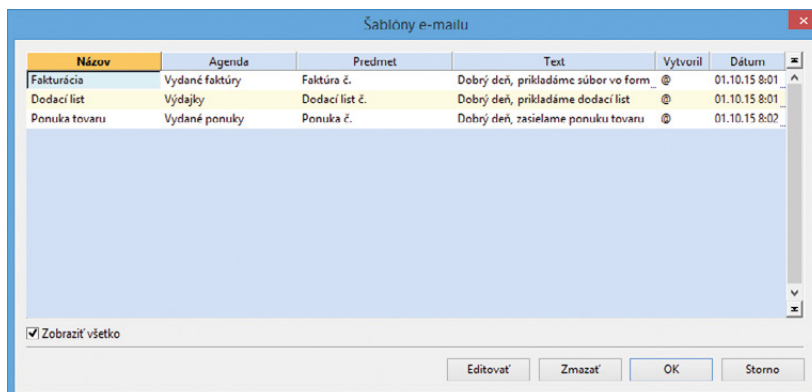 Šablóny e-mailu
Názov Agenda Predmet Text Vytvoril Dátum
Fakturácia Vydané faktúry Faktúra č. Dobrý deň, prikladáme súbor vo form @ 01.10.15 8:01
Dodací list Výdajky Dodací list č. Dobrý deň, prikladáme dodací list @ 01.10.15 8:01
Ponuka tovaru Vydané ponuky Ponuka č. Dobrý deň, zasielame ponuku tovaru @ 01.10.15 8:02
Zobraziť všetko
Editovať Zmazať OK Storno